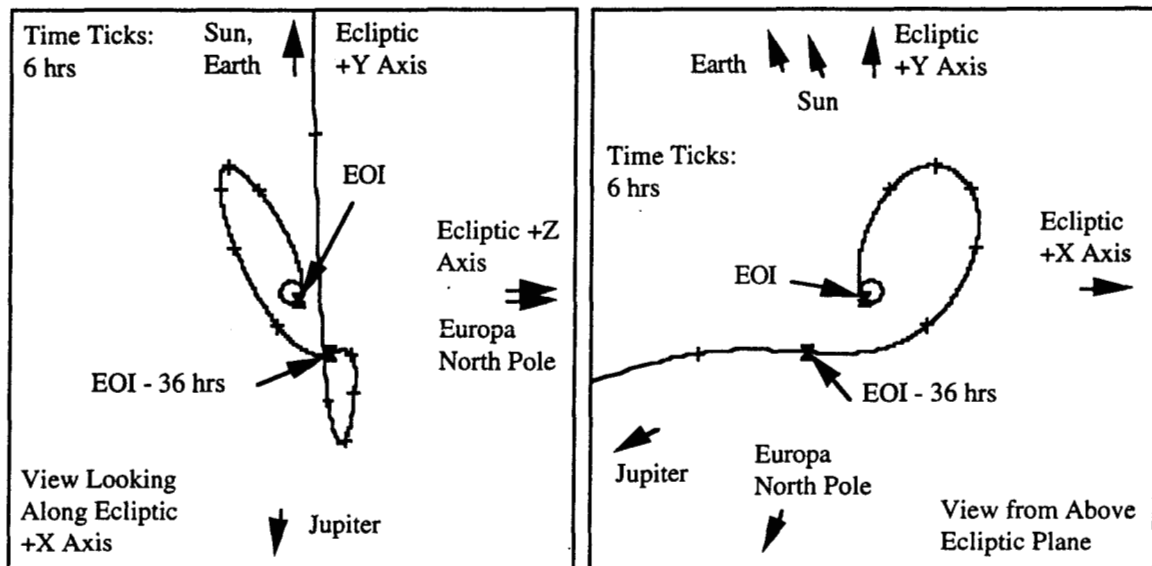 Time Ticks:
6 hrs
Sun,
Earth
Ecliptic
+Y Axis
EOI
Ecliptic +Z
Axis
Europa
North Pole
EOI - 36 hrs
View Looking
Along Ecliptic
+X Axis
Jupiter
Earth
Sun
Ecliptic
+Y Axis
Time Ticks:
6 hrs
Ecliptic
+X Axis
EOI
EOI - 36 hrs
Jupiter
Europa
North Pole
View from Above
Ecliptic Plane